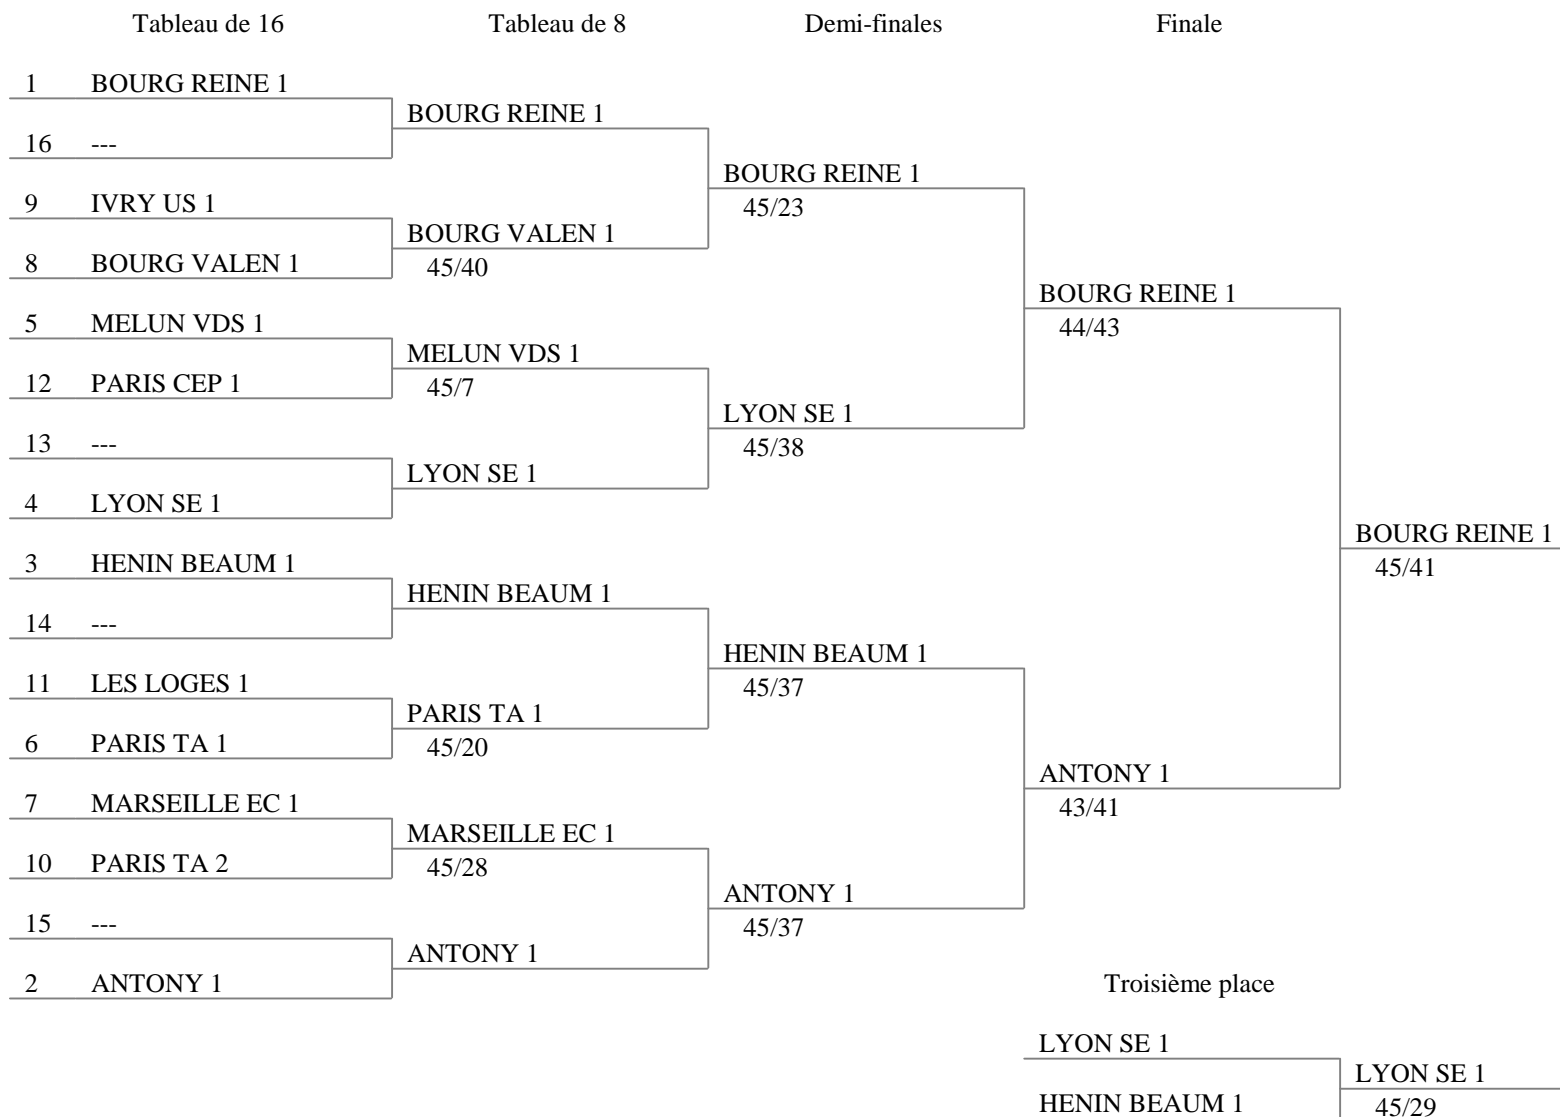 Tableau de 16 Tableau de 8 Demi-finales Finale
1 BOURG REINE 1
BOURG REINE 1
16 ---
BOURG REINE 1
9 IVRY US 1
45/23
BOURG VALEN 1
8 BOURG VALEN 1
45/40
BOURG REINE 1
5 MELUN VDS 1
44/43
MELUN VDS 1
12 PARIS CEP 1
45/7
LYON SE 1
13 ---
45/38
LYON SE 1
4 LYON SE 1
BOURG REINE 1
3 HENIN BEAUM 1
45/41
HENIN BEAUM 1
14 ---
HENIN BEAUM 1
11 LES LOGES 1
45/37
PARIS TA 1
6 PARIS TA 1
45/20
ANTONY 1
7 MARSEILLE EC 1
43/41
MARSEILLE EC 1
10 PARIS TA 2
45/28
ANTONY 1
15 ---
45/37
ANTONY 1
2 ANTONY 1
Troisième place
LYON SE 1
LYON SE 1
HENIN BEAUM 1
45/29